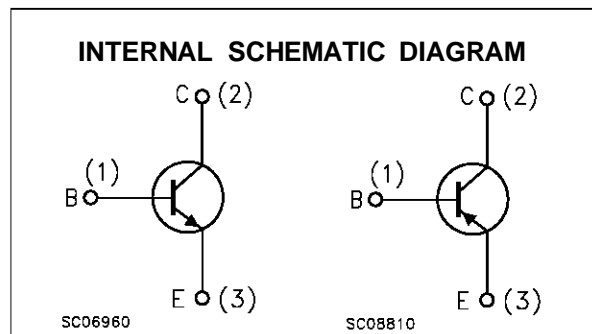 INTERNAL SCHEMATIC DIAGRAM
C (2)
(1)
B
E (3)
SC06960
C (2)
(1)
B
E (3)
SC08810